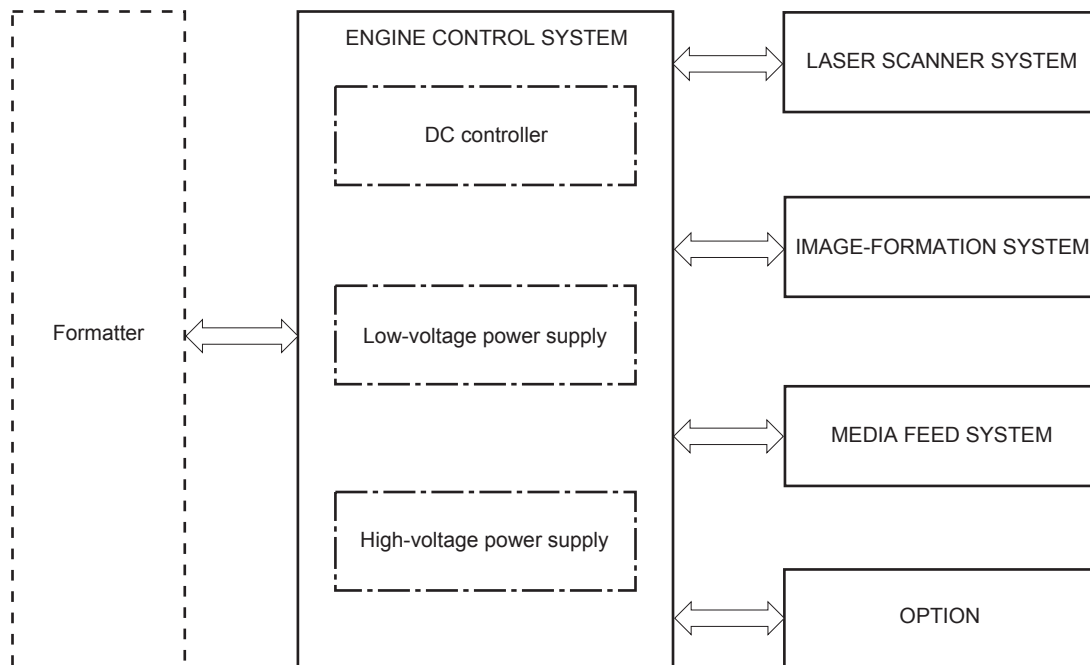 ENGINE CONTROL SYSTEM
DC controller
Low-voltage power supply
High-voltage power supply
Formatter
LASER SCANNER SYSTEM
IMAGE-FORMATION SYSTEM
MEDIA FEED SYSTEM
OPTION